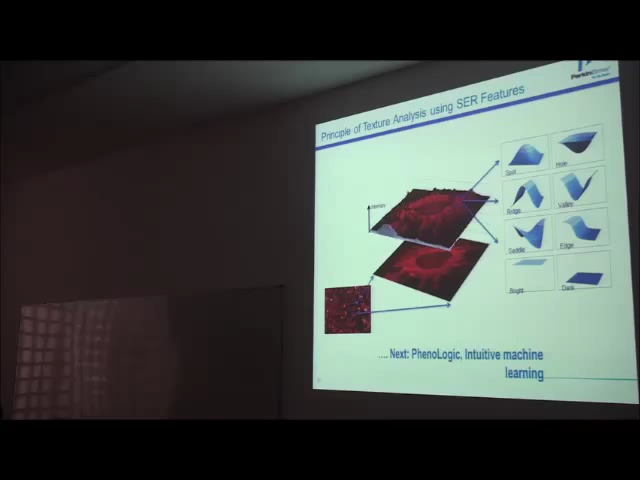 PerkinElmer
Principle of Texture Analysis using SER Features
Spot
Hole
Intensity
Ridge
Valley
Saddle
Edge
Bright
Dark
.... Next: PhenoLogic, Intuitive machine
learning